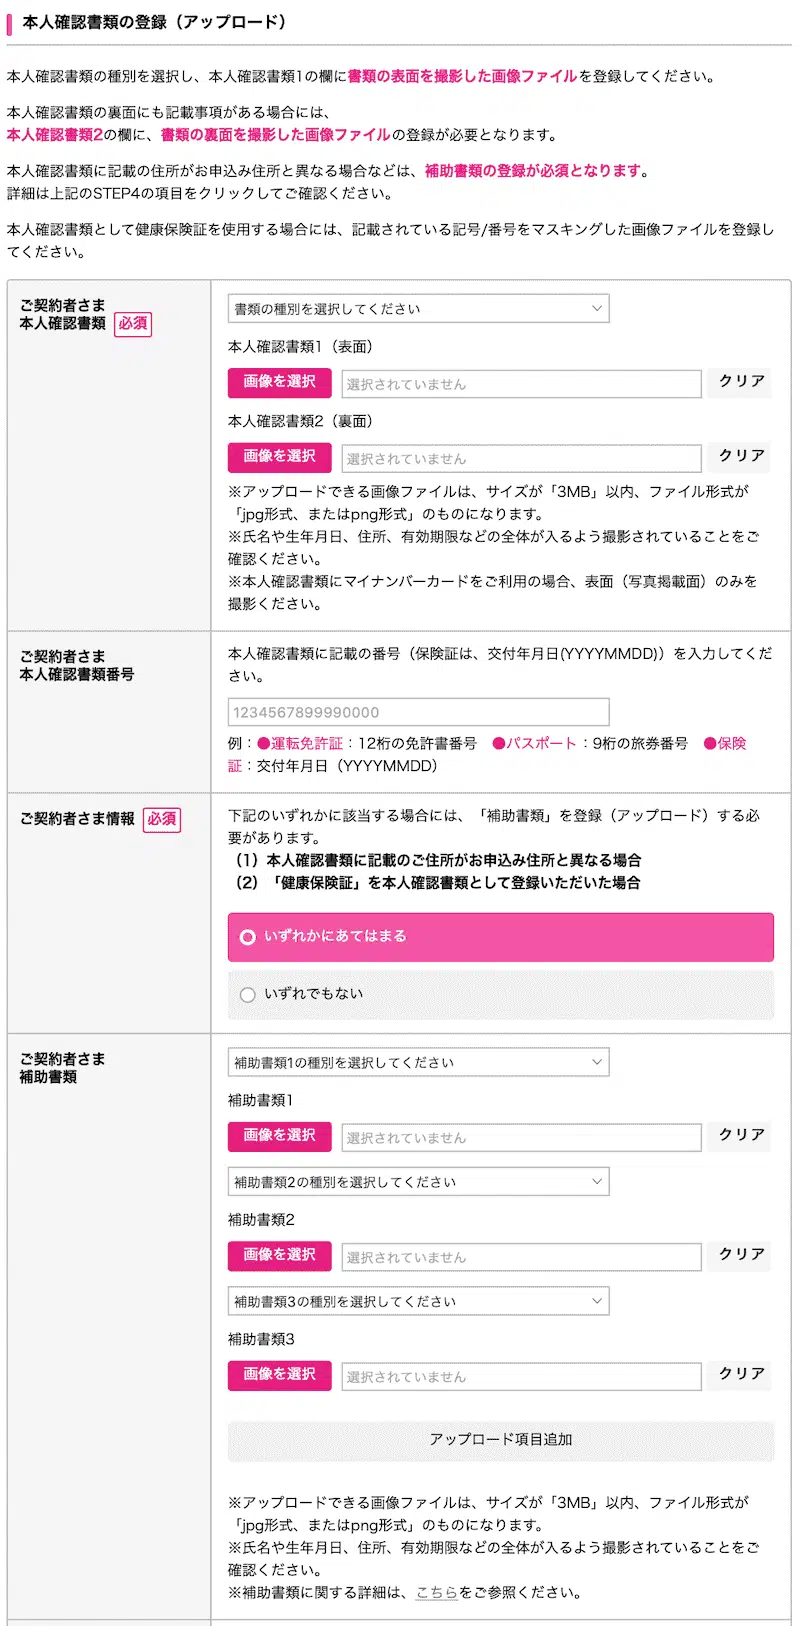 本人確認書類の登録（アップロード）
本人確認書類の種別を選択し、本人確認書類1の欄に書類の表面を撮影した画像ファイルを登録してください。
本人確認書類の裏面にも記載事項がある場合には、
本人確認書類2の欄に、書類の裏面を撮影した画像ファイルの登録が必要となります。
本人確認書類に記載の住所がお申込み住所と異なる場合などは、補助書類の登録が必須となります。
詳細は上記のSTEP4の項目をクリックしてご確認ください。
本人確認書類として健康保険証を使用する場合には、記載されている記号/番号をマスキングした画像ファイルを登録し
てください。
ご契約者さま
本人確認書類 必須
書類の種別を選択してください
本人確認書類1（表面）
画像を選択 選択されていません クリア
本人確認書類2（裏面）
画像を選択 選択されていません クリア
※アップロードできる画像ファイルは、サイズが「3MB」以内、ファイル形式が
「jpg形式、またはpng形式」のものになります。
※氏名や生年月日、住所、有効期限などの全体が入るよう撮影されていることをご
確認ください。
※本人確認書類にマイナンバーカードをご利用の場合、表面（写真掲載面）のみを
撮影ください。
ご契約者さま
本人確認書類番号
本人確認書類に記載の番号（保険証は、交付年月日(YYYYMMDD)）を入力してくだ
さい。
1234567899990000
例：●運転免許証：12桁の免許書番号 ●パスポート：9桁の旅券番号 ●保険
証：交付年月日（YYYYMMDD）
ご契約者さま情報 必須
下記のいずれかに該当する場合には、「補助書類」を登録（アップロード）する必
要があります。
（1）本人確認書類に記載のご住所がお申込み住所と異なる場合
（2）「健康保険証」を本人確認書類として登録いただいた場合
いずれかにあてはまる
いずれでもない
ご契約者さま
補助書類
補助書類1の種別を選択してください
補助書類1
画像を選択 選択されていません クリア
補助書類2の種別を選択してください
補助書類2
画像を選択 選択されていません クリア
補助書類3の種別を選択してください
補助書類3
画像を選択 選択されていません クリア
アップロード項目追加
※アップロードできる画像ファイルは、サイズが「3MB」以内、ファイル形式が
「jpg形式、またはpng形式」のものになります。
※氏名や生年月日、住所、有効期限などの全体が入るよう撮影されていることをご
確認ください。
※補助書類に関する詳細は、こちらをご参照ください。